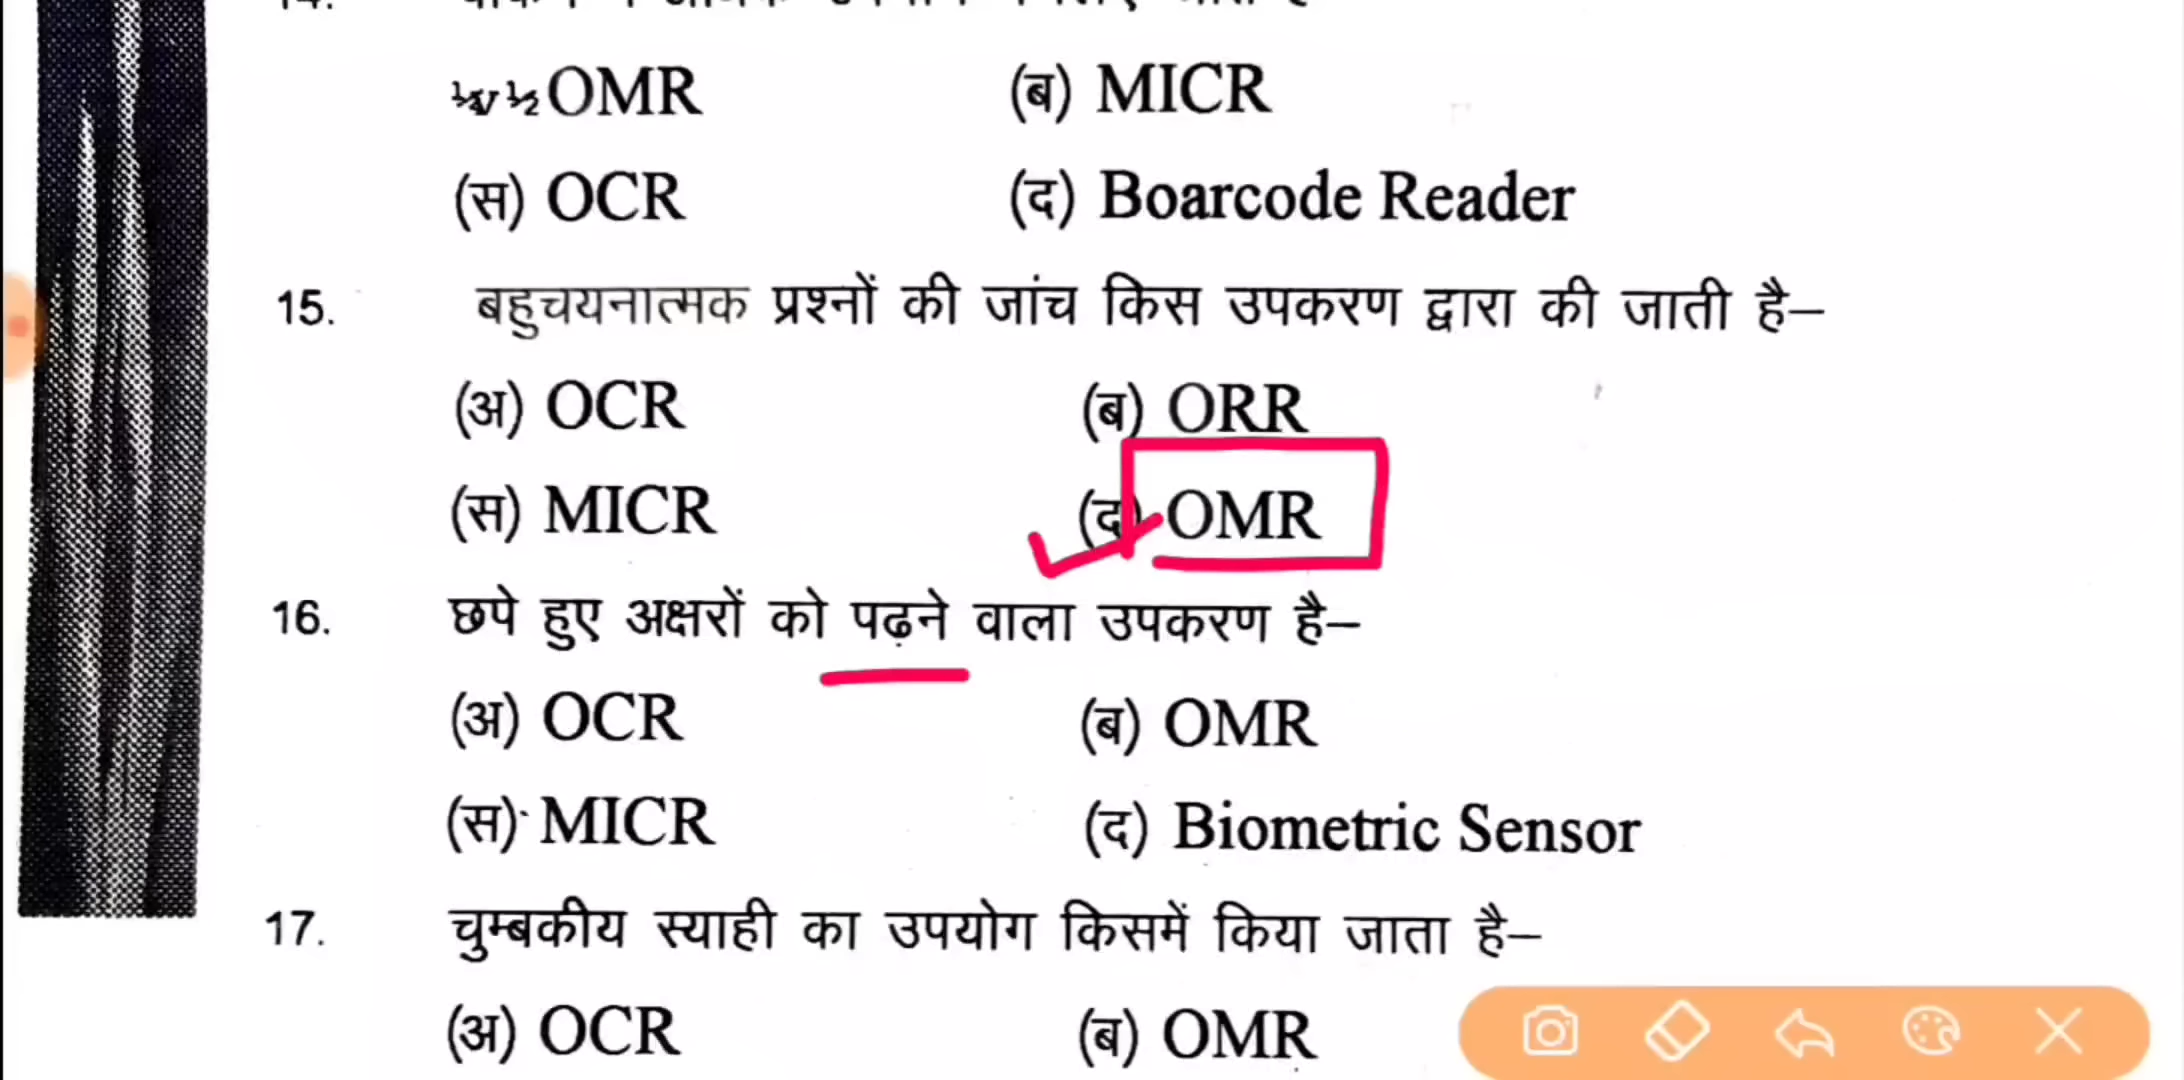 OMR (ब) MICR
(स) OCR (द) Boarcode Reader
15. बहुचयनात्मक प्रश्नों की जांच किस उपकरण द्वारा की जाती है–
(अ) OCR (ब) ORR
(स) MICR (द) OMR
16. छपे हुए अक्षरों को पढ़ने वाला उपकरण है–
(अ) OCR (ब) OMR
(स) MICR (द) Biometric Sensor
17. चुम्बकीय स्याही का उपयोग किसमें किया जाता है–
(अ) OCR (ब) OMR